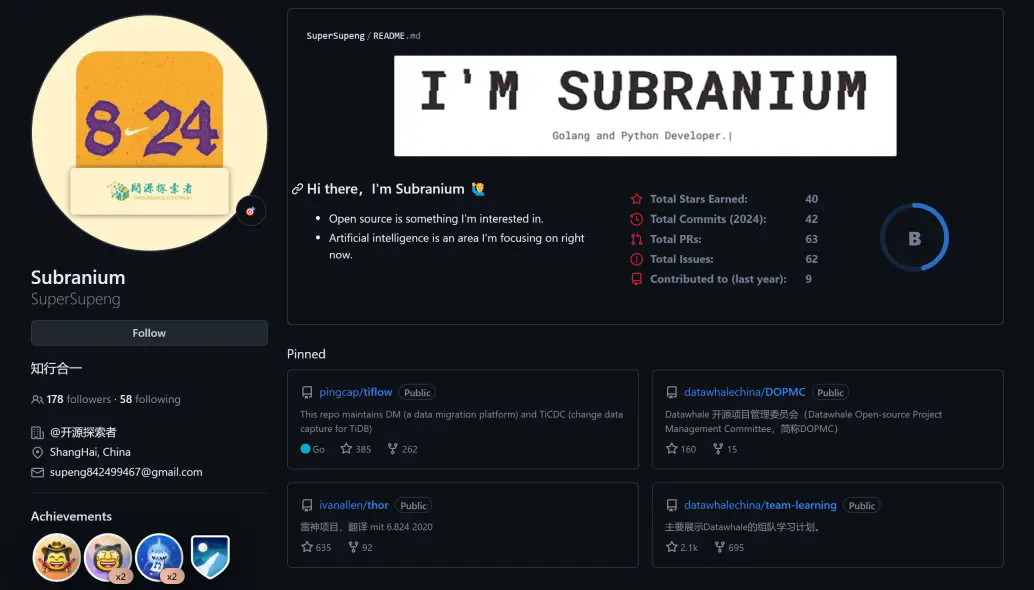 8 24
開源探索者
Subranium
SuperSupeng
Follow
知行合一
178 followers · 58 following
@开源探索者
ShangHai, China
supeng842499467@gmail.com
Achievements
x2
x2
SuperSupeng / README.md
I'M SUBRANIUM
Golang and Python Developer.|
Hi there，I'm Subranium 🙋‍♂️
• Open source is something I'm interested in.
• Artificial intelligence is an area I'm focusing on right
now.
Total Stars Earned: 40
Total Commits (2024): 42
Total PRs: 63
Total Issues: 62
Contributed to (last year): 9
B
Pinned
pingcap/tiflow Public
This repo maintains DM (a data migration platform) and TiCDC (change data
capture for TiDB)
Go 385 262
datawhalechina/DOPMC Public
Datawhale 开源项目管理委员会（Datawhale Open-source Project
Management Committee，简称DOPMC）
160 15
ivanallen/thor Public
雷神项目，翻译 mit 6.824 2020
635 92
datawhalechina/team-learning Public
主要展示Datawhale的组队学习计划。
2.1k 695